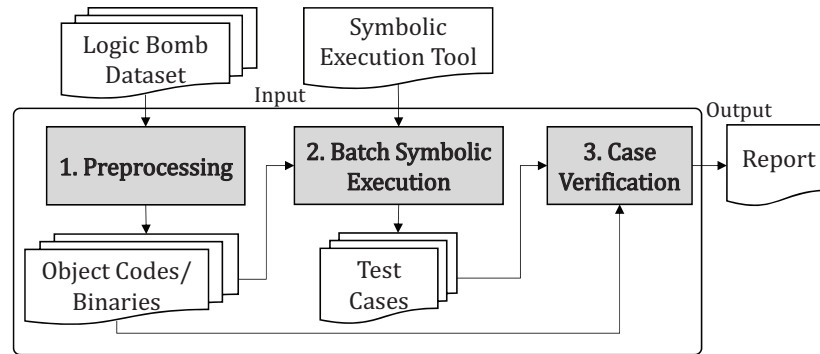 Logic Bomb
Dataset
Symbolic
Execution Tool
Input
Output
1. Preprocessing
2. Batch Symbolic
Execution
3. Case
Verification
Report
Object Codes/
Binaries
Test
Cases